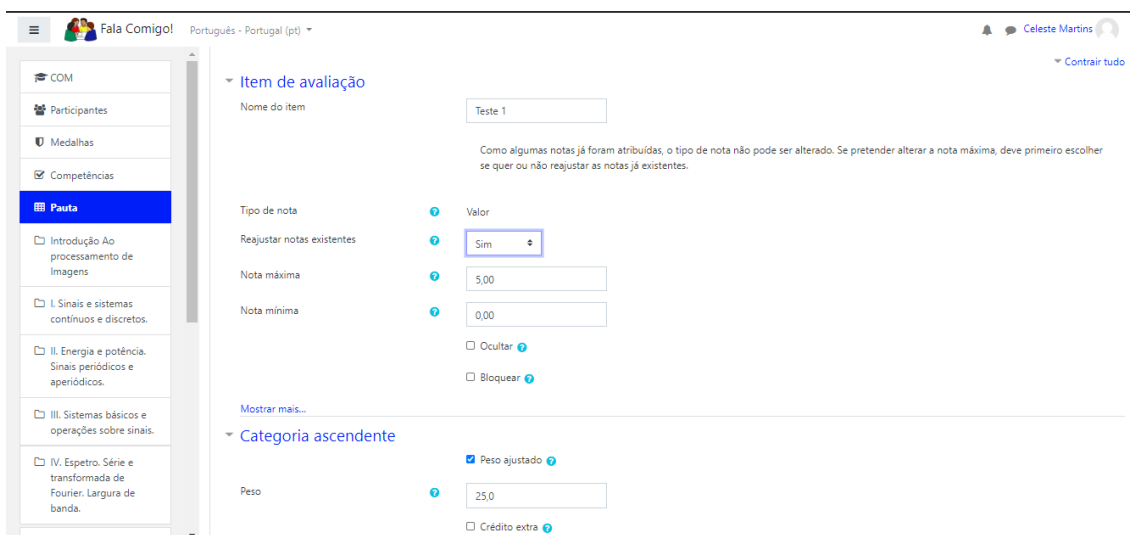 Fala Comigo!
Português - Portugal (pt)
Celeste Martins
COM
Participantes
Medalhas
Competências
Pauta
Introdução Ao
processamento de
Imagens
I. Sinais e sistemas
contínuos e discretos.
II. Energia e potência.
Sinais periódicos e
aperiódicos.
III. Sistemas básicos e
operações sobre sinais.
IV. Espetro. Série e
transformada de
Fourier. Largura de
banda.
Contrair tudo
Item de avaliação
Nome do item
Teste 1
Como algumas notas já foram atribuídas, o tipo de nota não pode ser alterado. Se pretender alterar a nota máxima, deve primeiro escolher
se quer ou não reajustar as notas já existentes.
Tipo de nota
Valor
Reajustar notas existentes
Sim
Nota máxima
5,00
Nota mínima
0,00
Ocultar
Bloquear
Mostrar mais...
Categoria ascendente
Peso ajustado
Peso
25,0
Crédito extra